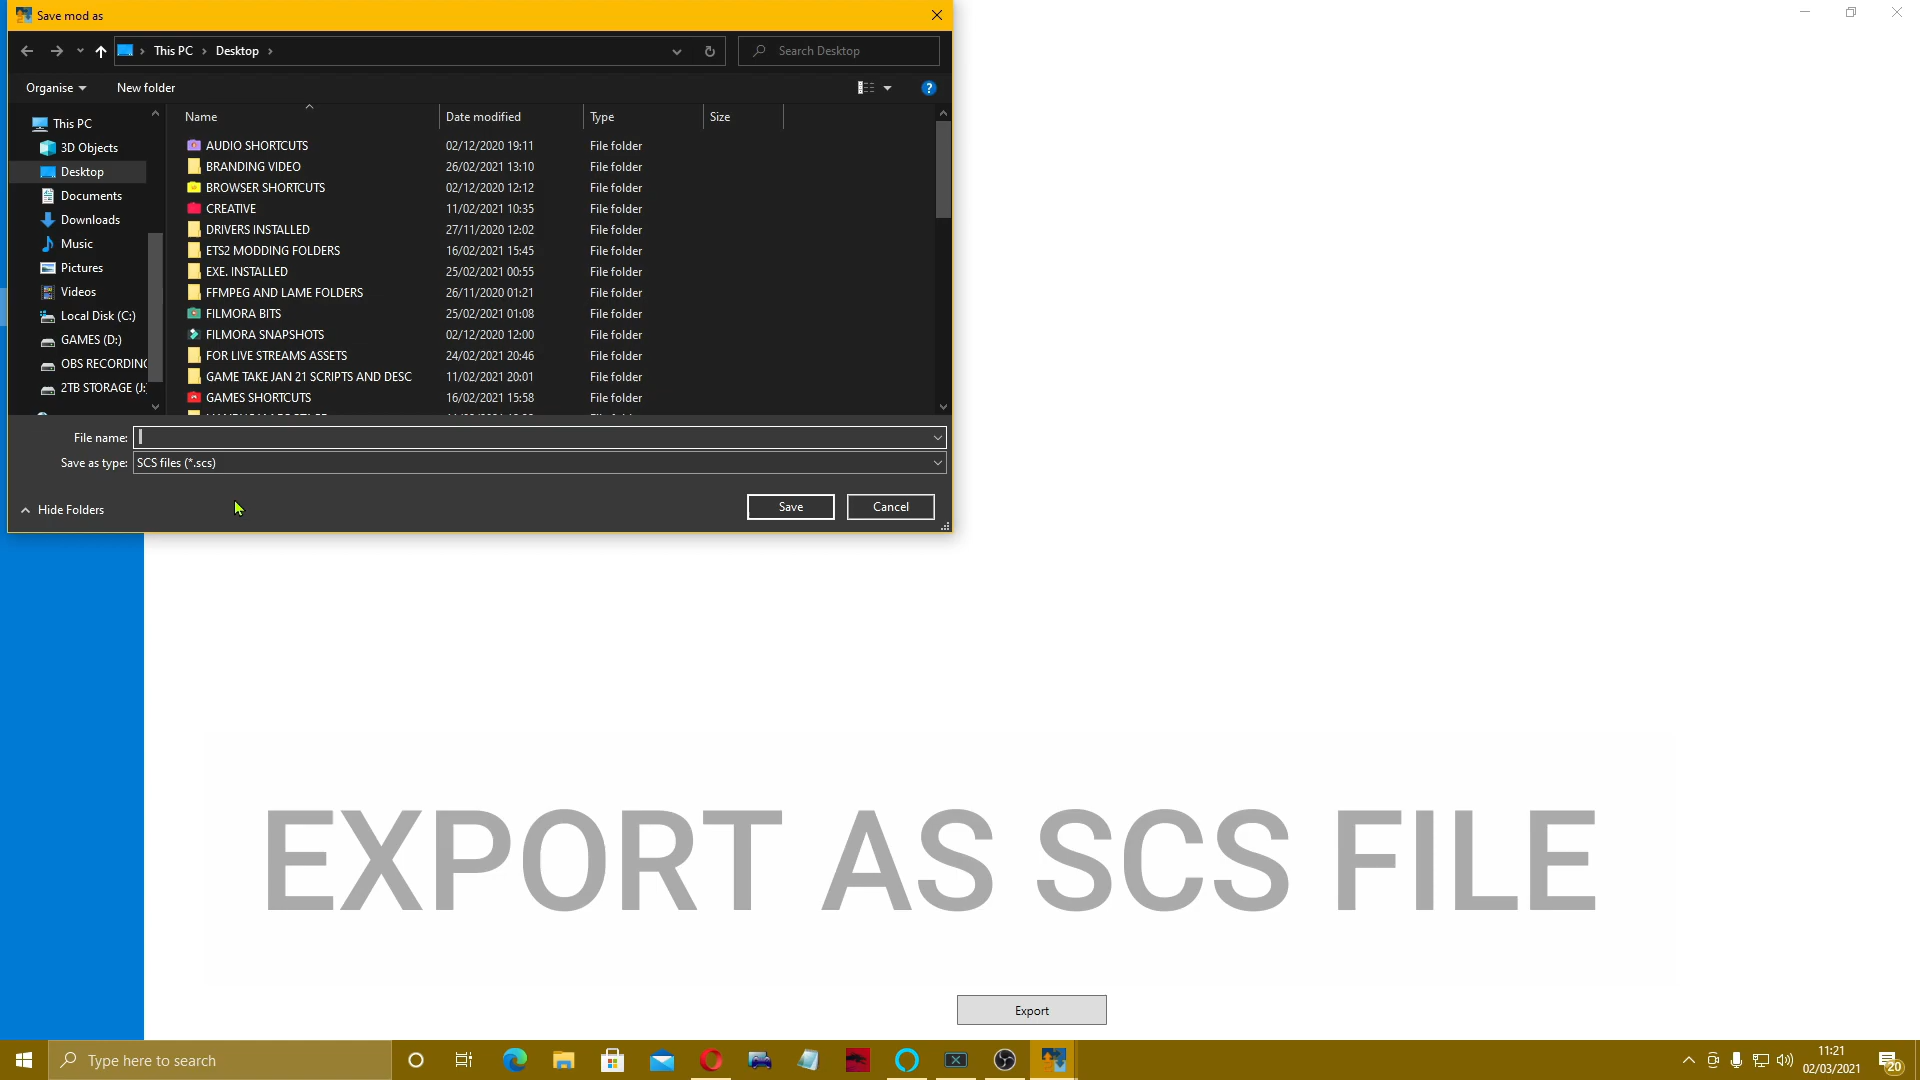 Save mod as
This PC
Desktop
Search Desktop
Organise
New folder
Name
Date modified
Type
Size
This PC
3D Objects
Desktop
Documents
Downloads
Music
Pictures
Videos
Local Disk (C:)
GAMES (D:)
OBS RECORDING
2TB STORAGE (J:
AUDIO SHORTCUTS 02/12/2020 19:11 File folder
BRANDING VIDEO 26/02/2021 13:10 File folder
BROWSER SHORTCUTS 02/12/2020 12:12 File folder
CREATIVE 11/02/2021 10:35 File folder
DRIVERS INSTALLED 27/11/2020 12:02 File folder
ETS2 MODDING FOLDERS 16/02/2021 15:45 File folder
EXE. INSTALLED 25/02/2021 00:55 File folder
FFMPEG AND LAME FOLDERS 26/11/2020 01:21 File folder
FILMORA BITS 25/02/2021 01:08 File folder
FILMORA SNAPSHOTS 02/12/2020 12:00 File folder
FOR LIVE STREAMS ASSETS 24/02/2021 20:46 File folder
GAME TAKE JAN 21 SCRIPTS AND DESC 11/02/2021 20:01 File folder
GAMES SHORTCUTS 16/02/2021 15:58 File folder
File name:
Save as type: SCS files (*.scs)
Hide Folders
Save
Cancel
EXPORT AS SCS FILE
Export
Type here to search
11:21
02/03/2021
20